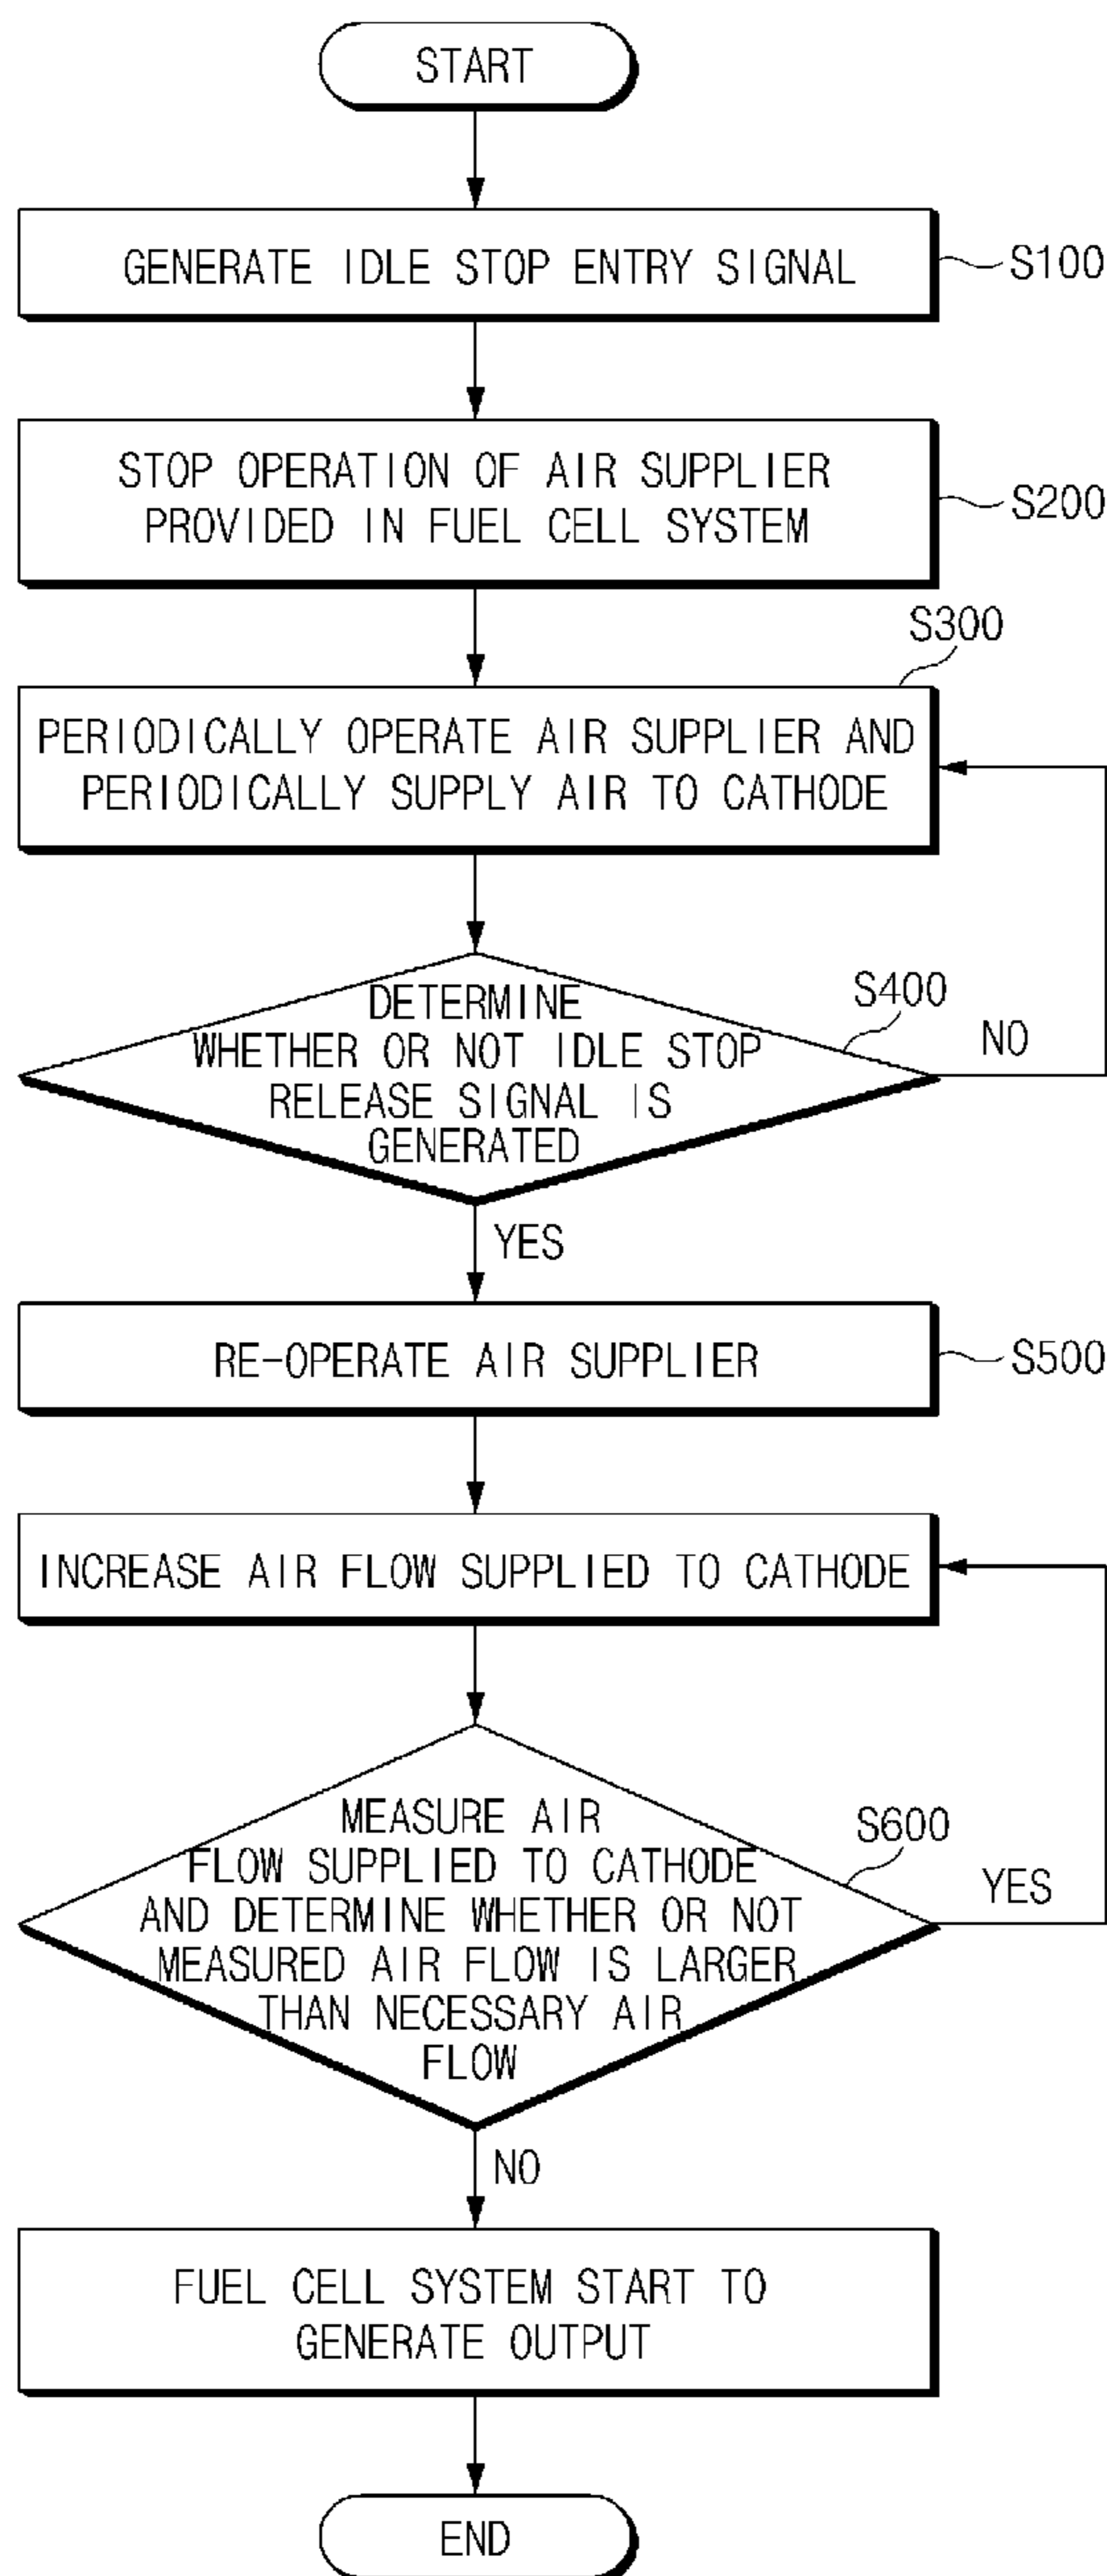 START
GENERATE IDLE STOP ENTRY SIGNAL
S100
STOP OPERATION OF AIR SUPPLIER
PROVIDED IN FUEL CELL SYSTEM
S200
S300
PERIODICALLY OPERATE AIR SUPPLIER AND
PERIODICALLY SUPPLY AIR TO CATHODE
S400
DETERMINE
WHETHER OR NOT IDLE STOP
RELEASE SIGNAL IS
GENERATED
NO
YES
RE-OPERATE AIR SUPPLIER
S500
INCREASE AIR FLOW SUPPLIED TO CATHODE
S600
MEASURE AIR
FLOW SUPPLIED TO CATHODE
AND DETERMINE WHETHER OR NOT
MEASURED AIR FLOW IS LARGER
THAN NECESSARY AIR
FLOW
YES
NO
FUEL CELL SYSTEM START TO
GENERATE OUTPUT
END